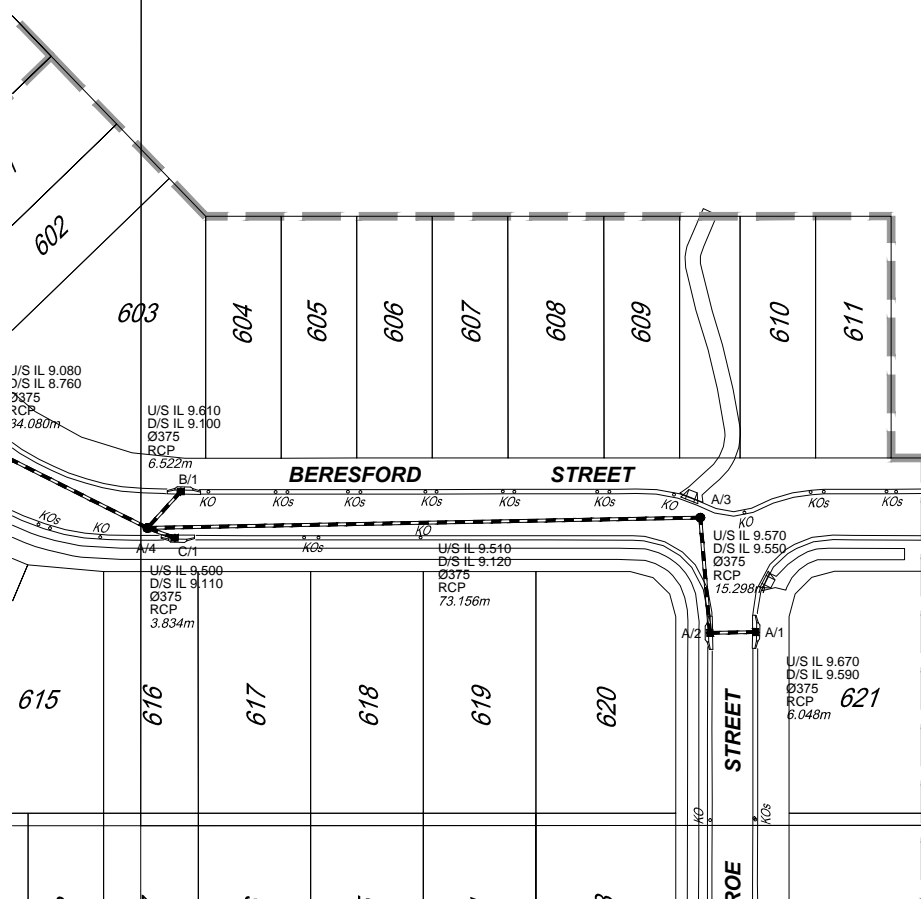 602
603
604
605
606
607
608
609
610
611
U/S IL 9.080
D/S IL 8.760
Ø375
RCP
34.080m
U/S IL 9.610
D/S IL 9.100
Ø375
RCP
6.522m
BERESFORD STREET
B/1
KO
KOs
KOs
KOs
KOs
KOs
KO
A/3
KO
KOs
KOs
KOs
KO
A/4
C/1
KOs
KO
U/S IL 9.500
D/S IL 9.110
Ø375
RCP
3.834m
U/S IL 9.510
D/S IL 9.120
Ø375
RCP
73.156m
U/S IL 9.570
D/S IL 9.550
Ø375
RCP
15.298m
A/2
A/1
U/S IL 9.670
D/S IL 9.590
Ø375
RCP
6.048m
615
616
617
618
619
620
621
STREET
KO
KOs
ROE